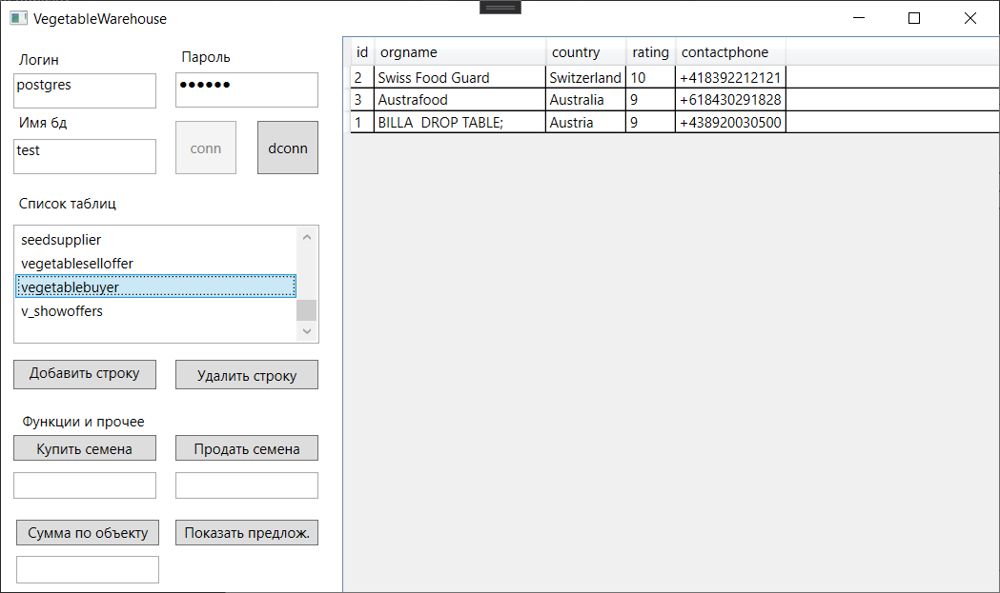 VegetableWarehouse
Логин
Пароль
postgres
●●●●●●
Имя бд
test
conn
dconn
Список таблиц
seedsupplier
vegetableselloffer
vegetablebuyer
v_showoffers
Добавить строку
Удалить строку
Функции и прочее
Купить семена
Продать семена
Сумма по объекту
Показать предлож.
id orgname country rating contactphone
2 Swiss Food Guard Switzerland 10 +418392212121
3 Austrafood Australia 9 +618430291828
1 BILLA  DROP TABLE; Austria 9 +438920030500